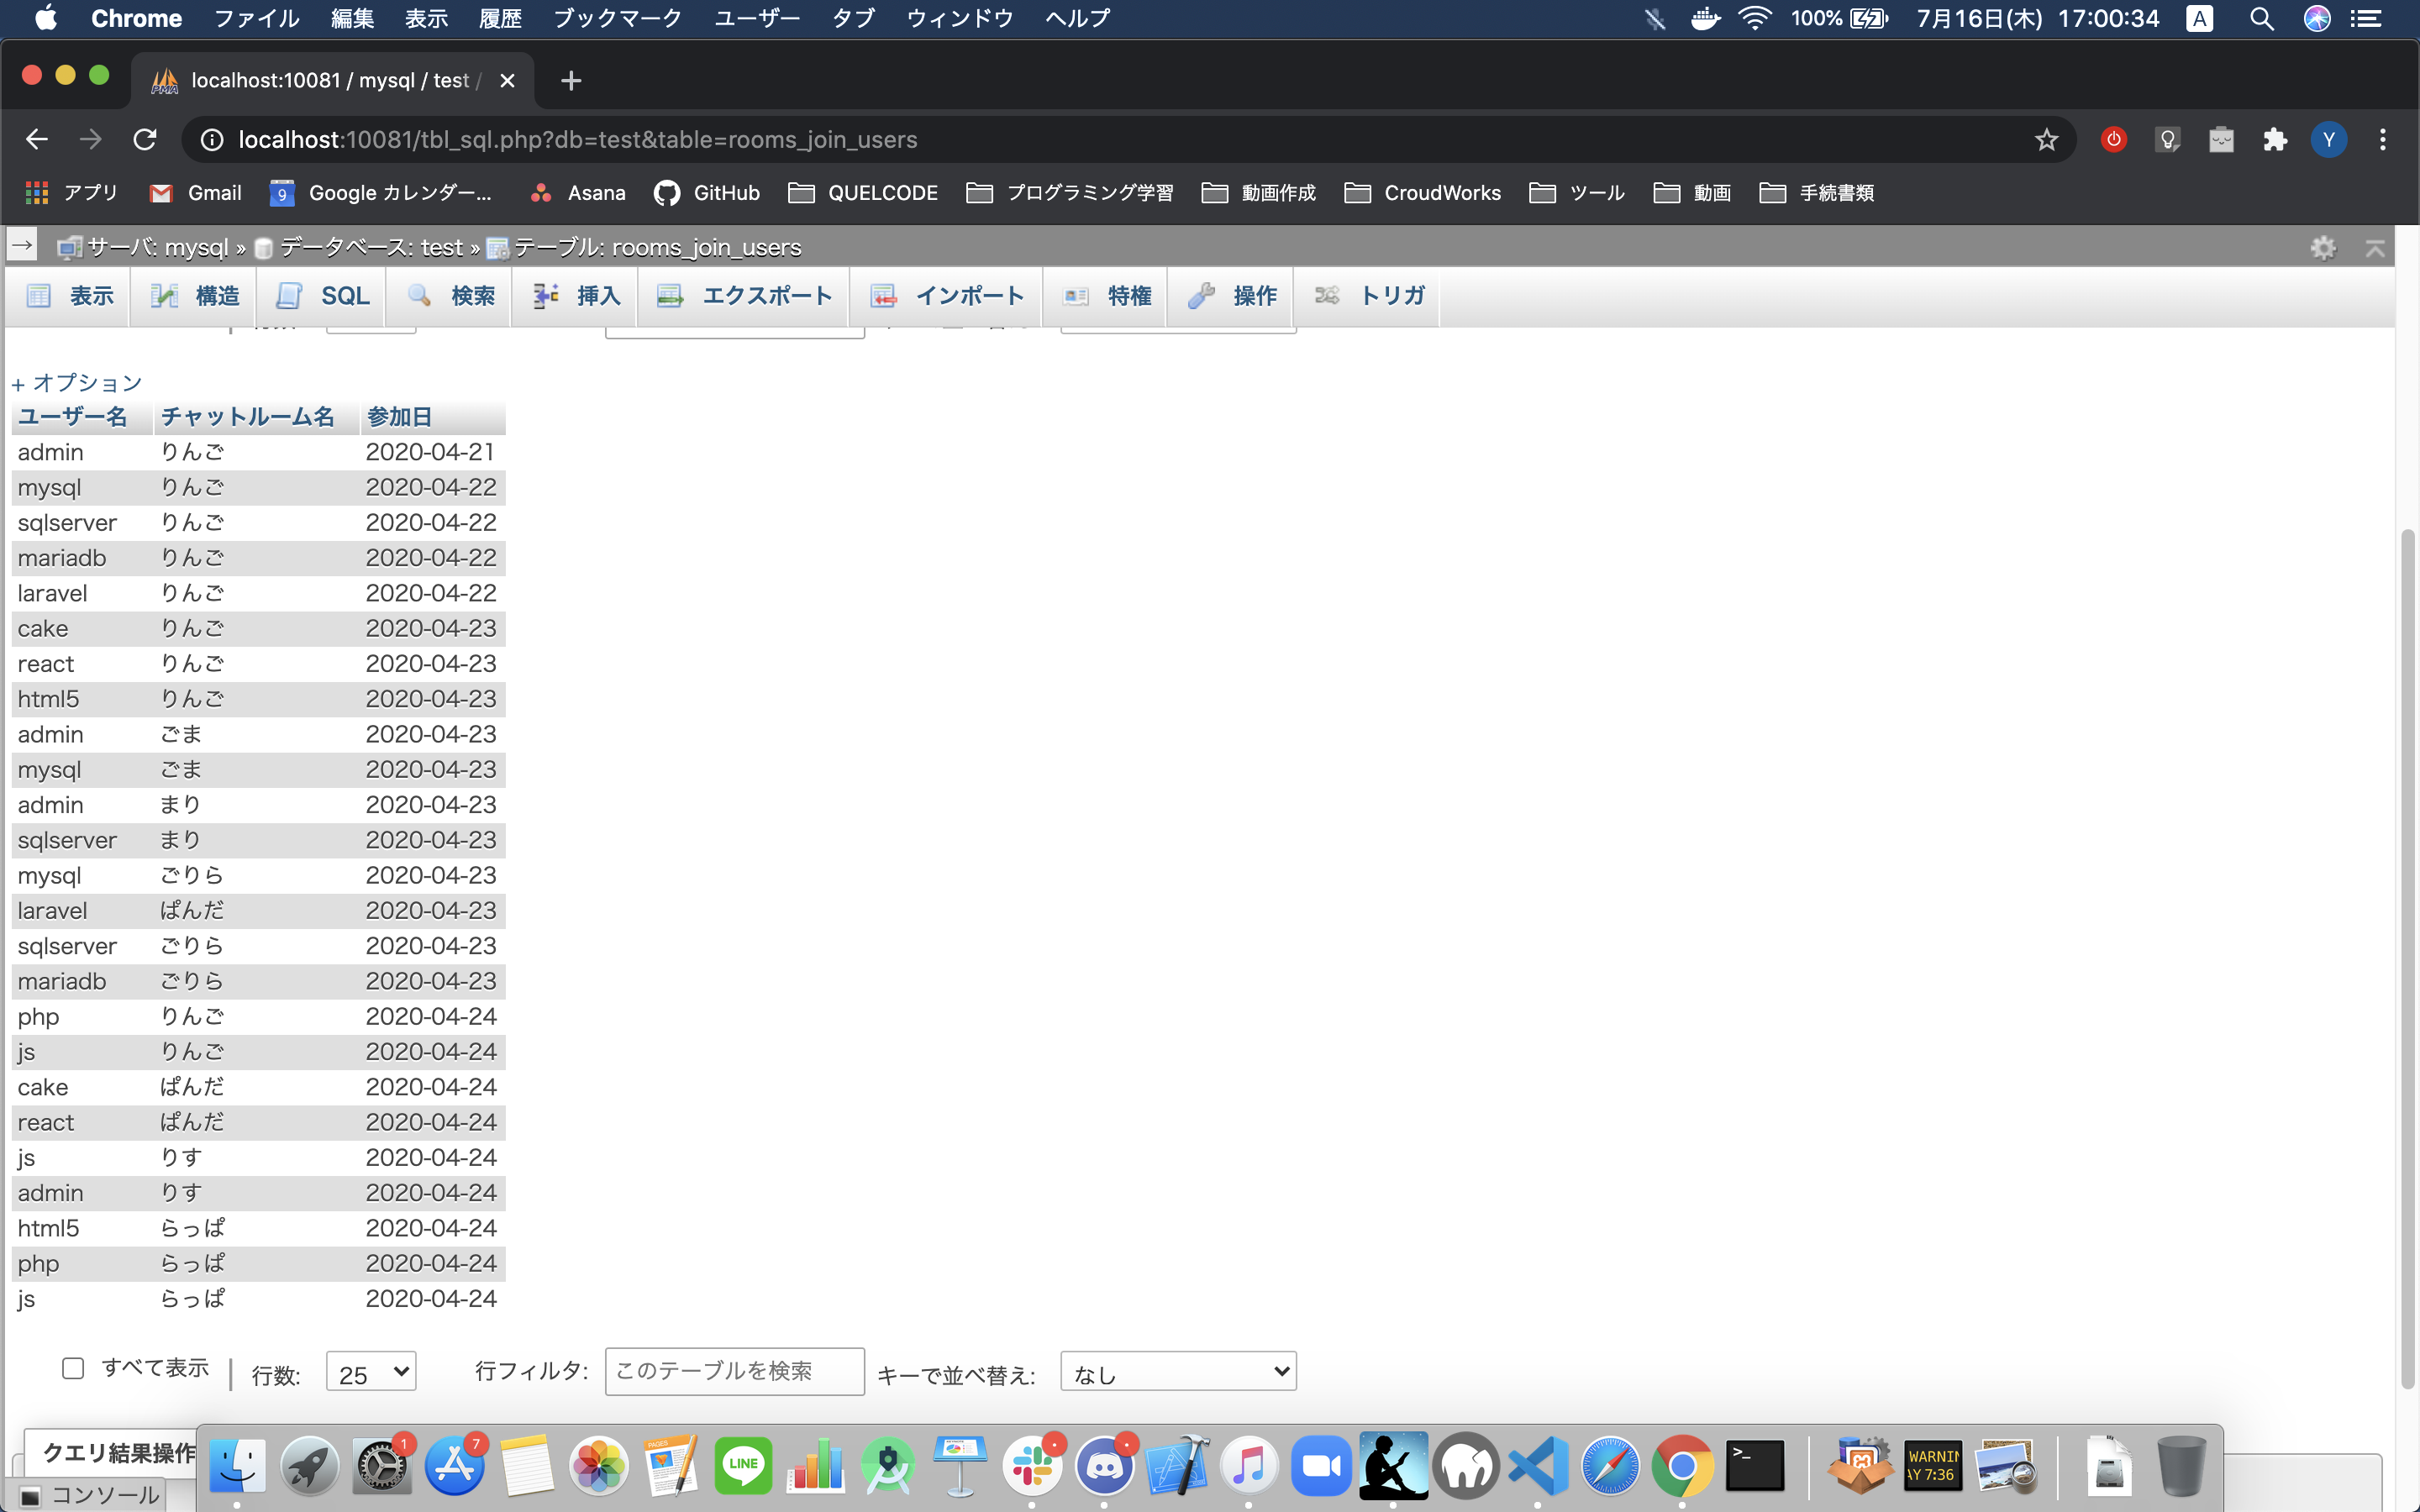 Chrome ファイル 編集 表示 履歴 ブックマーク ユーザー タブ ウィンドウ ヘルプ 100% 7月16日(木) 17:00:34 A
localhost:10081 / mysql / test /
localhost:10081/tbl_sql.php?db=test&table=rooms_join_users Y
アプリ Gmail 9 Google カレンダー... Asana GitHub QUELCODE プログラミング学習 動画作成 CroudWorks ツール 動画 手続書類
サーバ: mysql » データベース: test » テーブル: rooms_join_users
表示 構造 SQL 検索 挿入 エクスポート インポート 特権 操作 トリガ
+ オプション
ユーザー名 チャットルーム名 参加日
admin りんご 2020-04-21
mysql りんご 2020-04-22
sqlserver りんご 2020-04-22
mariadb りんご 2020-04-22
laravel りんご 2020-04-22
cake りんご 2020-04-23
react りんご 2020-04-23
html5 りんご 2020-04-23
admin ごま 2020-04-23
mysql ごま 2020-04-23
admin まり 2020-04-23
sqlserver まり 2020-04-23
mysql ごりら 2020-04-23
laravel ぱんだ 2020-04-23
sqlserver ごりら 2020-04-23
mariadb ごりら 2020-04-23
php りんご 2020-04-24
js りんご 2020-04-24
cake ぱんだ 2020-04-24
react ぱんだ 2020-04-24
js りす 2020-04-24
admin りす 2020-04-24
html5 らっぱ 2020-04-24
php らっぱ 2020-04-24
js らっぱ 2020-04-24
すべて表示 行数: 25 行フィルタ: このテーブルを検索 キーで並べ替え: なし
クエリ結果操作
1 7 PAGES LINE >_ WARNIN
AY 7:36
コンソール